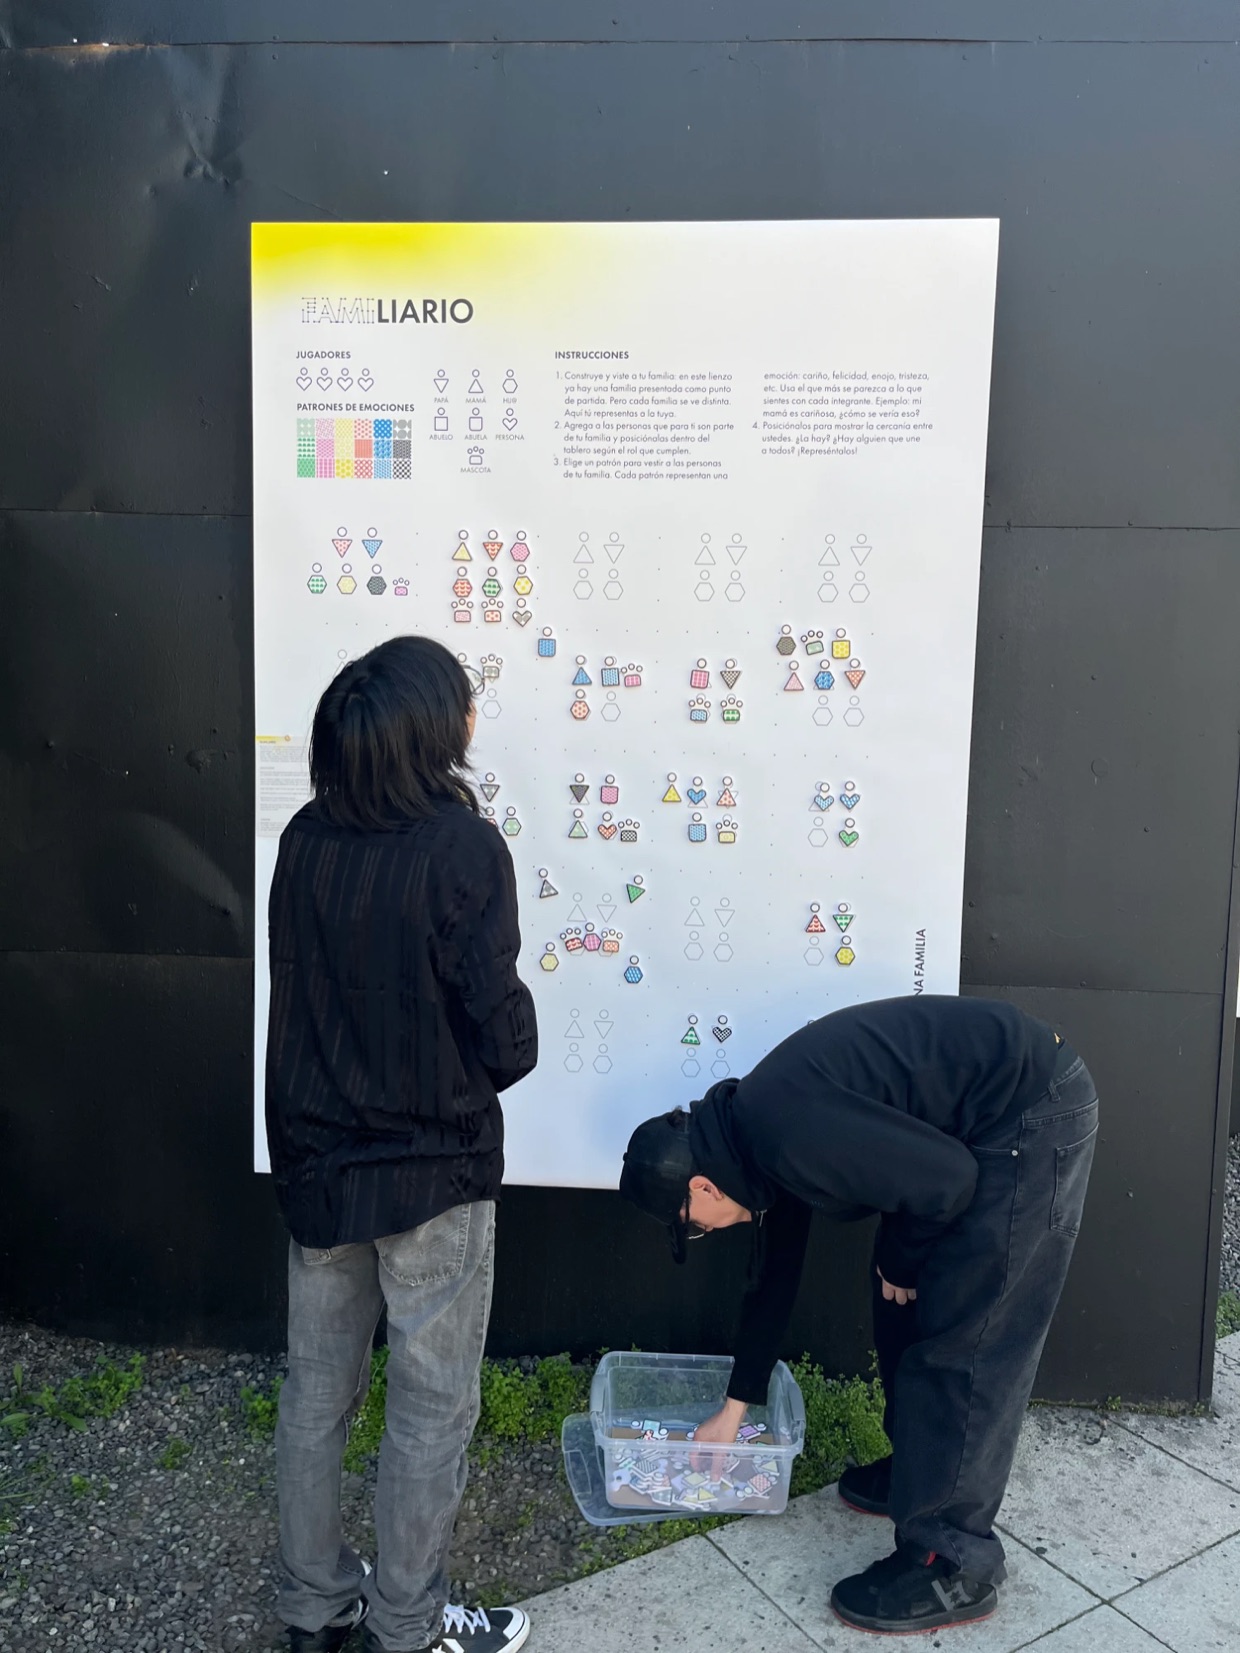 FAMILIARIO
JUGADORES
PAPÁ MAMÁ HIJ@
PATRONES DE EMOCIONES
ABUELO ABUELA PERSONA
MASCOTA
INSTRUCCIONES
1. Construye y viste a tu familia: en este lienzo
ya hay una familia presentada como punto
de partida. Pero cada familia se ve distinta.
Aquí tú representas a la tuya.
2. Agrega a las personas que para ti son parte
de tu familia y posiciónalas dentro del
tablero según el rol que cumplen.
3. Elige un patrón para vestir a las personas
de tu familia. Cada patrón representan una
emoción: cariño, felicidad, enojo, tristeza,
etc. Usa el que más se parezca a lo que
sientes con cada integrante. Ejemplo: mi
mamá es cariñosa, ¿cómo se vería eso?
4. Posiciónalos para mostrar la cercanía entre
ustedes. ¿La hay? ¿Hay alguien que une
a todos? ¡Represéntalos!
NA FAMILIA